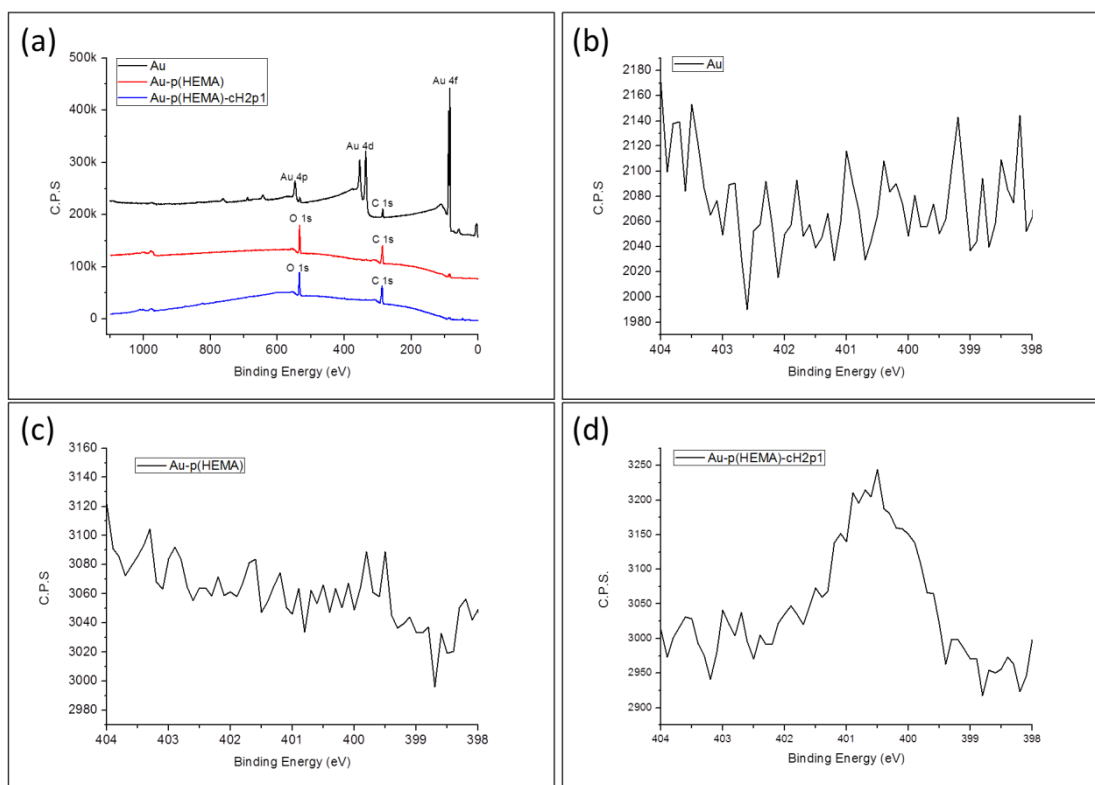 (a)
500k
400k
300k
200k
100k
0
C.P.S
Au
Au-p(HEMA)
Au-p(HEMA)-cH2p1
Au 4f
Au 4d
Au 4p
C 1s
O 1s
C 1s
O 1s
C 1s
1000 800 600 400 200 0
Binding Energy (eV)
(b)
2180
2160
2140
2120
2100
2080
2060
2040
2020
2000
1980
C.P.S
Au
404 403 402 401 400 399 398
Binding Energy (eV)
(c)
3160
3140
3120
3100
3080
3060
3040
3020
3000
2980
C.P.S
Au-p(HEMA)
404 403 402 401 400 399 398
Binding Energy (eV)
(d)
3250
3200
3150
3100
3050
3000
2950
2900
C.P.S.
Au-p(HEMA)-cH2p1
404 403 402 401 400 399 398
Binding Energy (eV)